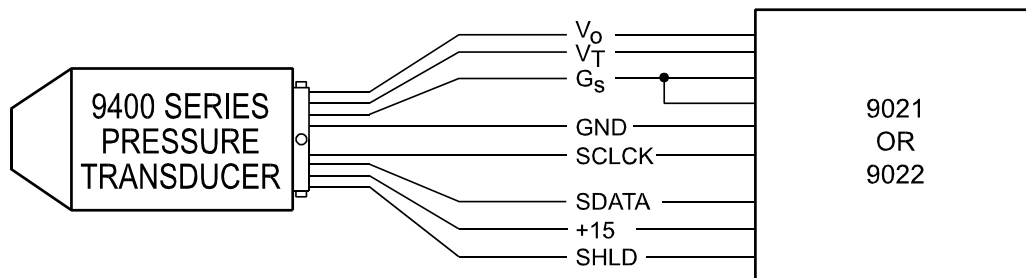 9400 SERIES
PRESSURE
TRANSDUCER
Vo
VT
Gs
GND
SCLCK
SDATA
+15
SHLD
9021
OR
9022